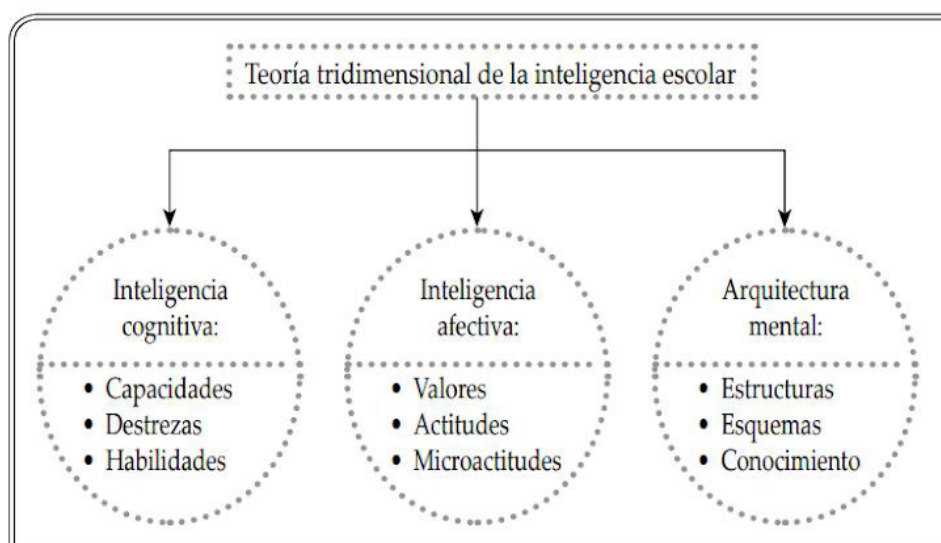 Teoría tridimensional de la inteligencia escolar
Inteligencia
cognitiva:
• Capacidades
• Destrezas
• Habilidades
Inteligencia
afectiva:
• Valores
• Actitudes
• Microactitudes
Arquitectura
mental:
• Estructuras
• Esquemas
• Conocimiento